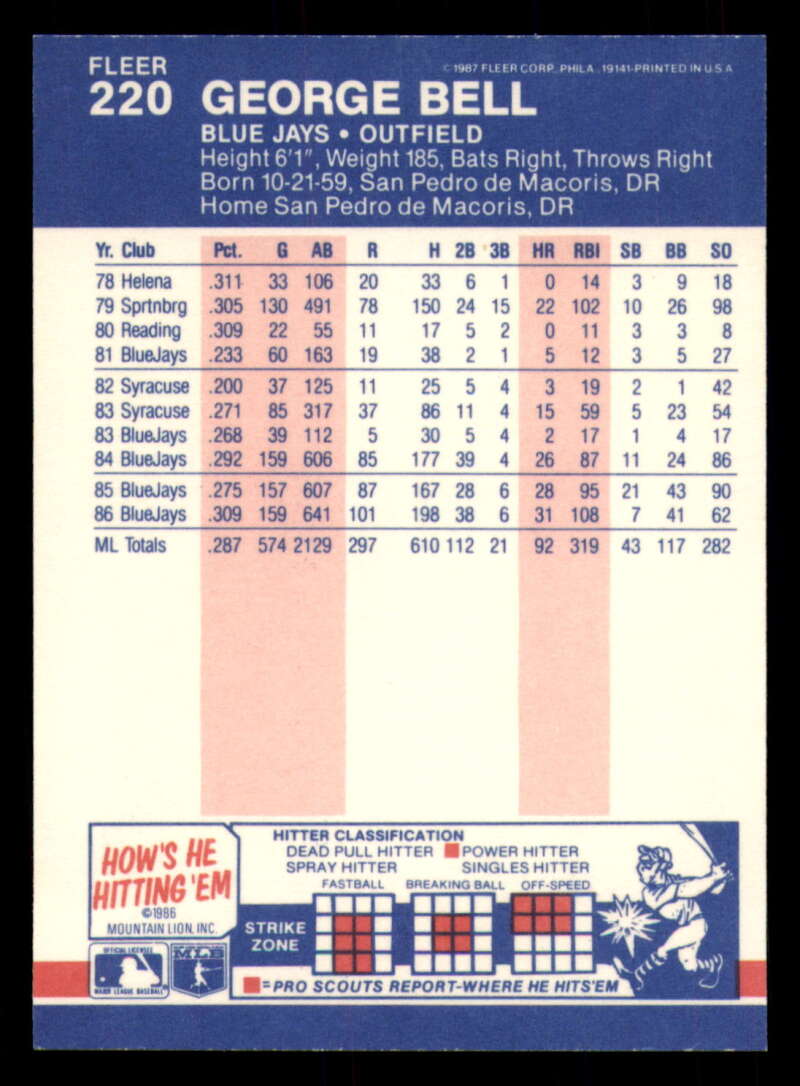 FLEER
220 GEORGE BELL
© 1987 FLEER CORP., PHILA., 19141-PRINTED IN U.S.A.
BLUE JAYS • OUTFIELD
Height 6'1", Weight 185, Bats Right, Throws Right
Born 10-21-59, San Pedro de Macoris, DR
Home San Pedro de Macoris, DR
Yr. Club Pct. G AB R H 2B 3B HR RBI SB BB SO
78 Helena .311 33 106 20 33 6 1 0 14 3 9 18
79 Sprtnbrg .305 130 491 78 150 24 15 22 102 10 26 98
80 Reading .309 22 55 11 17 5 2 0 11 3 3 8
81 BlueJays .233 60 163 19 38 2 1 5 12 3 5 27
82 Syracuse .200 37 125 11 25 5 4 3 19 2 1 42
83 Syracuse .271 85 317 37 86 11 4 15 59 5 23 54
83 BlueJays .268 39 112 5 30 5 4 2 17 1 4 17
84 BlueJays .292 159 606 85 177 39 4 26 87 11 24 86
85 BlueJays .275 157 607 87 167 28 6 28 95 21 43 90
86 BlueJays .309 159 641 101 198 38 6 31 108 7 41 62
ML Totals .287 574 2129 297 610 112 21 92 319 43 117 282
HOW'S HE
HITTING 'EM
©1986
MOUNTAIN LION, INC.
OFFICIAL LICENSEE
MAJOR LEAGUE BASEBALL
MLB
HITTER CLASSIFICATION
DEAD PULL HITTER POWER HITTER
SPRAY HITTER SINGLES HITTER
FASTBALL BREAKING BALL OFF-SPEED
STRIKE
ZONE
=PRO SCOUTS REPORT-WHERE HE HITS'EM